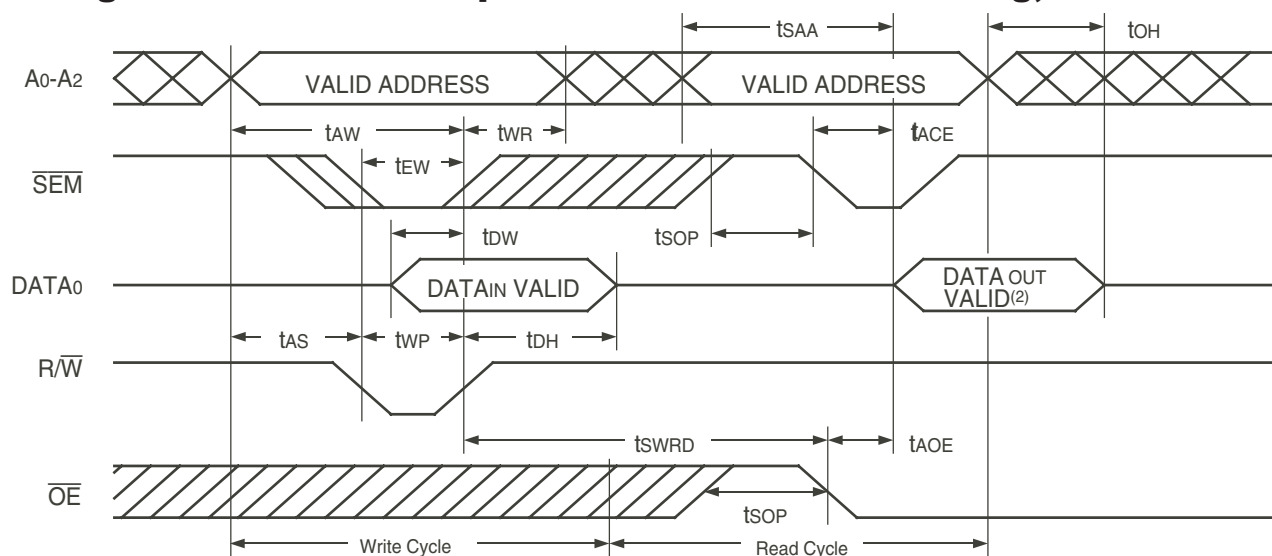 tSAA
tOH
A0-A2
VALID ADDRESS
VALID ADDRESS
tAW
tWR
tACE
tEW
SEM
tDW
tSOP
DATA0
DATAIN VALID
DATA OUT
VALID(2)
tAS
tWP
tDH
R/W
tSWRD
tAOE
OE
tSOP
Write Cycle
Read Cycle